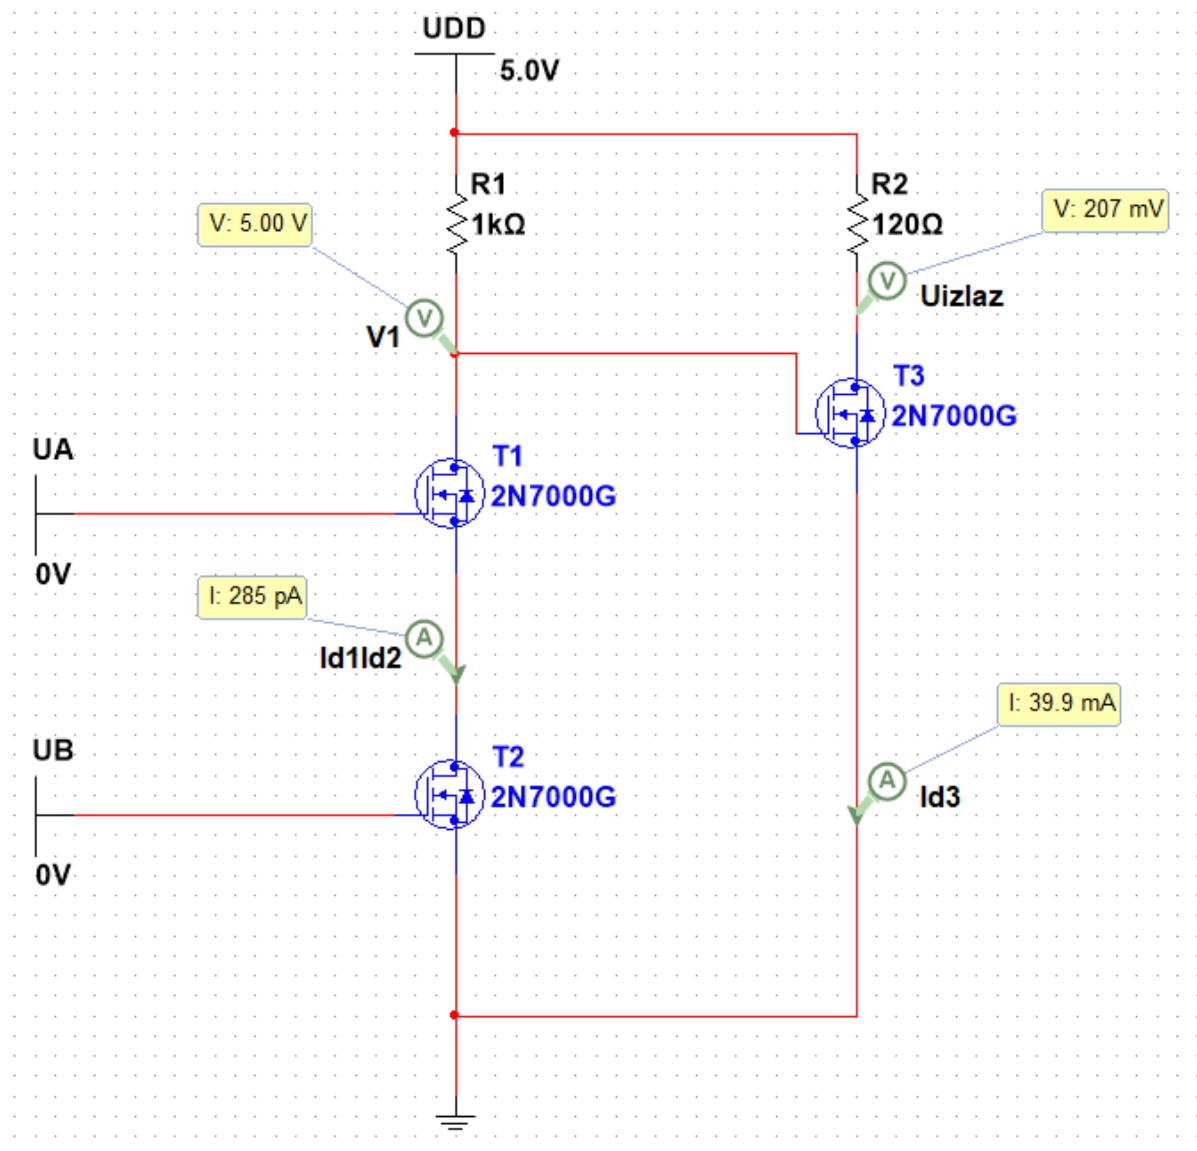 UDD
5.0V
R1
1kΩ
R2
120Ω
V: 5.00 V
V: 207 mV
V
Uizlaz
V
V1
T3
2N7000G
UA
T1
2N7000G
0V
I: 285 pA
A
Id1Id2
I: 39.9 mA
UB
T2
2N7000G
A
Id3
0V